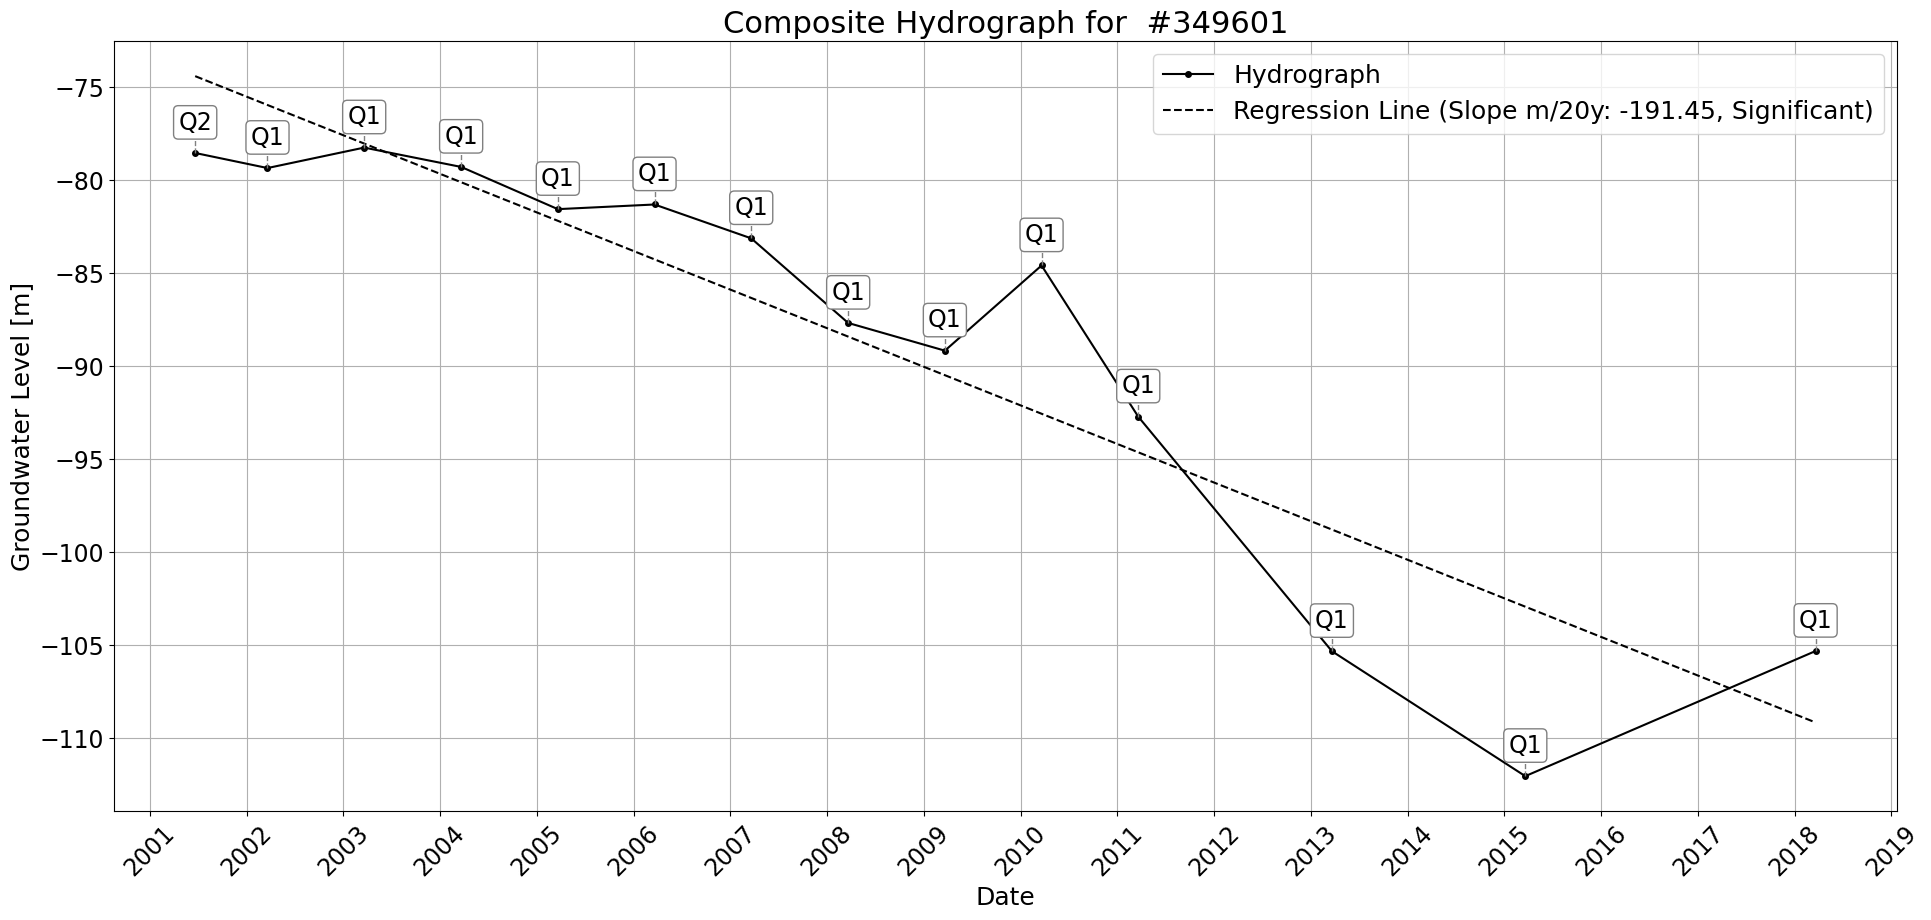 Composite Hydrograph for  #349601
Hydrograph
Regression Line (Slope m/20y: -191.45, Significant)
Groundwater Level [m]
−75
−80
−85
−90
−95
−100
−105
−110
Q2
Q1
Q1
Q1
Q1
Q1
Q1
Q1
Q1
Q1
Q1
Q1
Q1
Q1
2001
2002
2003
2004
2005
2006
2007
2008
2009
2010
2011
2012
2013
2014
2015
2016
2017
2018
2019
Date